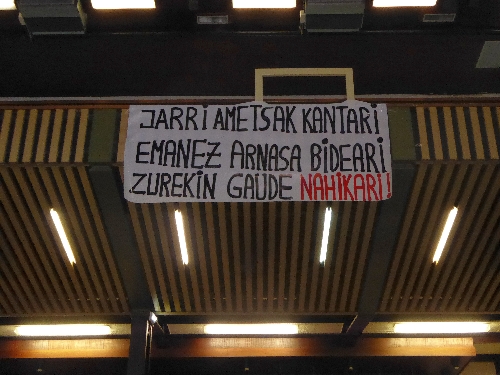 JARRi AMETSAK KANTARi
EMANEZ ARNASA BiDEARi
ZUREKiN GAUDE NAHiKARi!